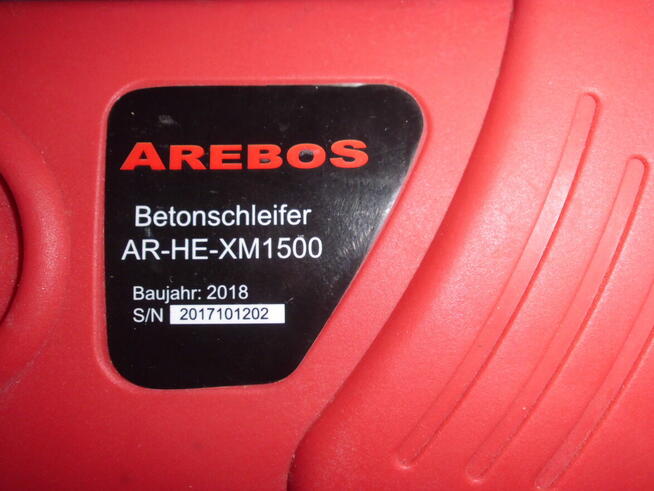 AREBOS
Betonschleifer
AR-HE-XM1500
Baujahr: 2018
S/N 2017101202